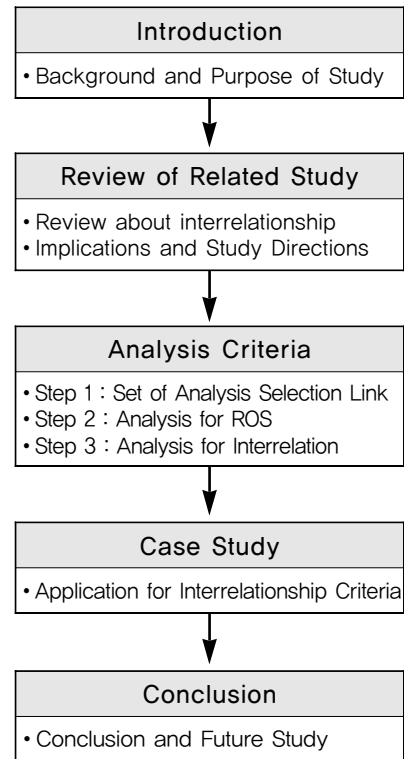 Introduction
• Background and Purpose of Study
Review of Related Study
• Review about interrelationship
• Implications and Study Directions
Analysis Criteria
• Step 1 : Set of Analysis Selection Link
• Step 2 : Analysis for ROS
• Step 3 : Analysis for Interrelation
Case Study
• Application for Interrelationship Criteria
Conclusion
• Conclusion and Future Study